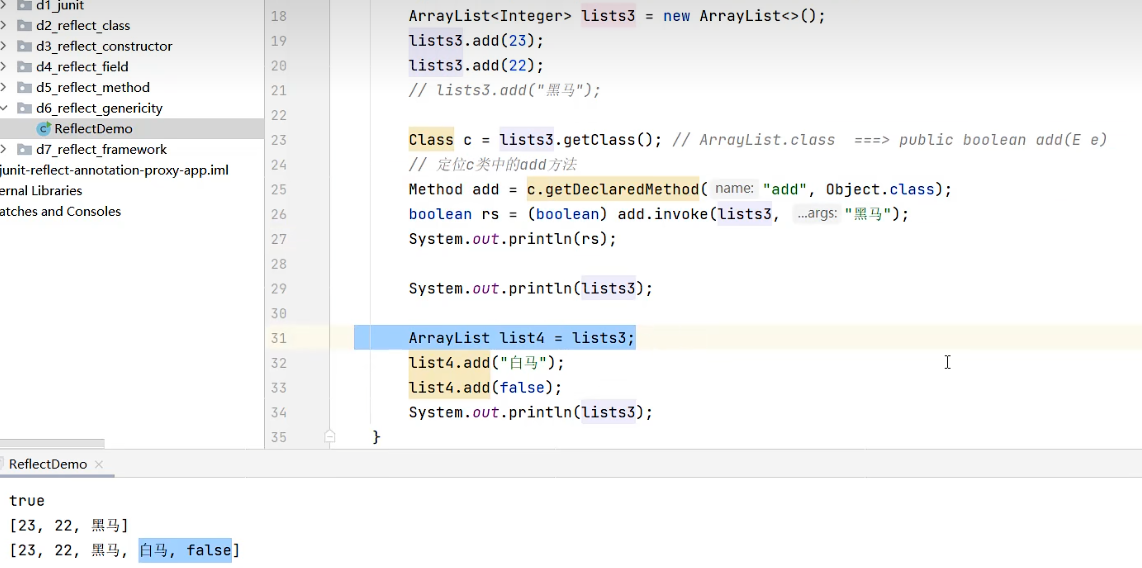 d1_junit
d2_reflect_class
d3_reflect_constructor
d4_reflect_field
d5_reflect_method
d6_reflect_genericity
ReflectDemo
d7_reflect_framework
junit-reflect-annotation-proxy-app.iml
ernal Libraries
atches and Consoles
18 ArrayList<Integer> lists3 = new ArrayList<>();
19 lists3.add(23);
20 lists3.add(22);
21 // lists3.add("黑马");
22
23 Class c = lists3.getClass(); // ArrayList.class ===> public boolean add(E e)
24 // 定位c类中的add方法
25 Method add = c.getDeclaredMethod( name: "add", Object.class);
26 boolean rs = (boolean) add.invoke(lists3, ...args: "黑马");
27 System.out.println(rs);
28
29 System.out.println(lists3);
30
31 ArrayList list4 = lists3;
32 list4.add("白马");
33 list4.add(false);
34 System.out.println(lists3);
35 }
ReflectDemo
true
[23, 22, 黑马]
[23, 22, 黑马, 白马, false]